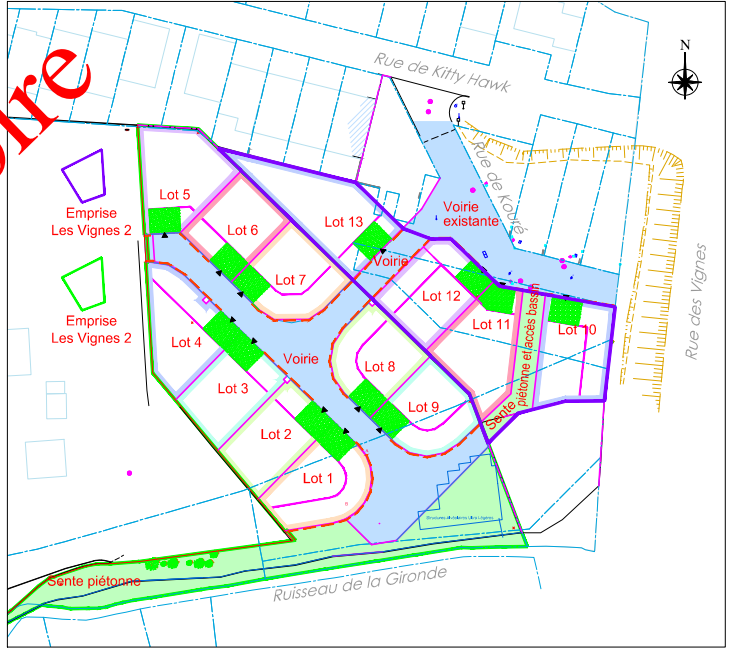 oire
Rue de Kitty Hawk
N
Rue de Kouré
Lot 5
Emprise
Les Vignes 2
Lot 6
Lot 13
Voirie
existante
Lot 7
Voirie
Rue des Vignes
Emprise
Les Vignes 2
Lot 12
Lot 11
Lot 10
Sente
piétonne et accès bassin
Lot 4
Voirie
Lot 8
Lot 3
Lot 9
Lot 2
Lot 1
Sente piétonne
Ruisseau de la Gironde